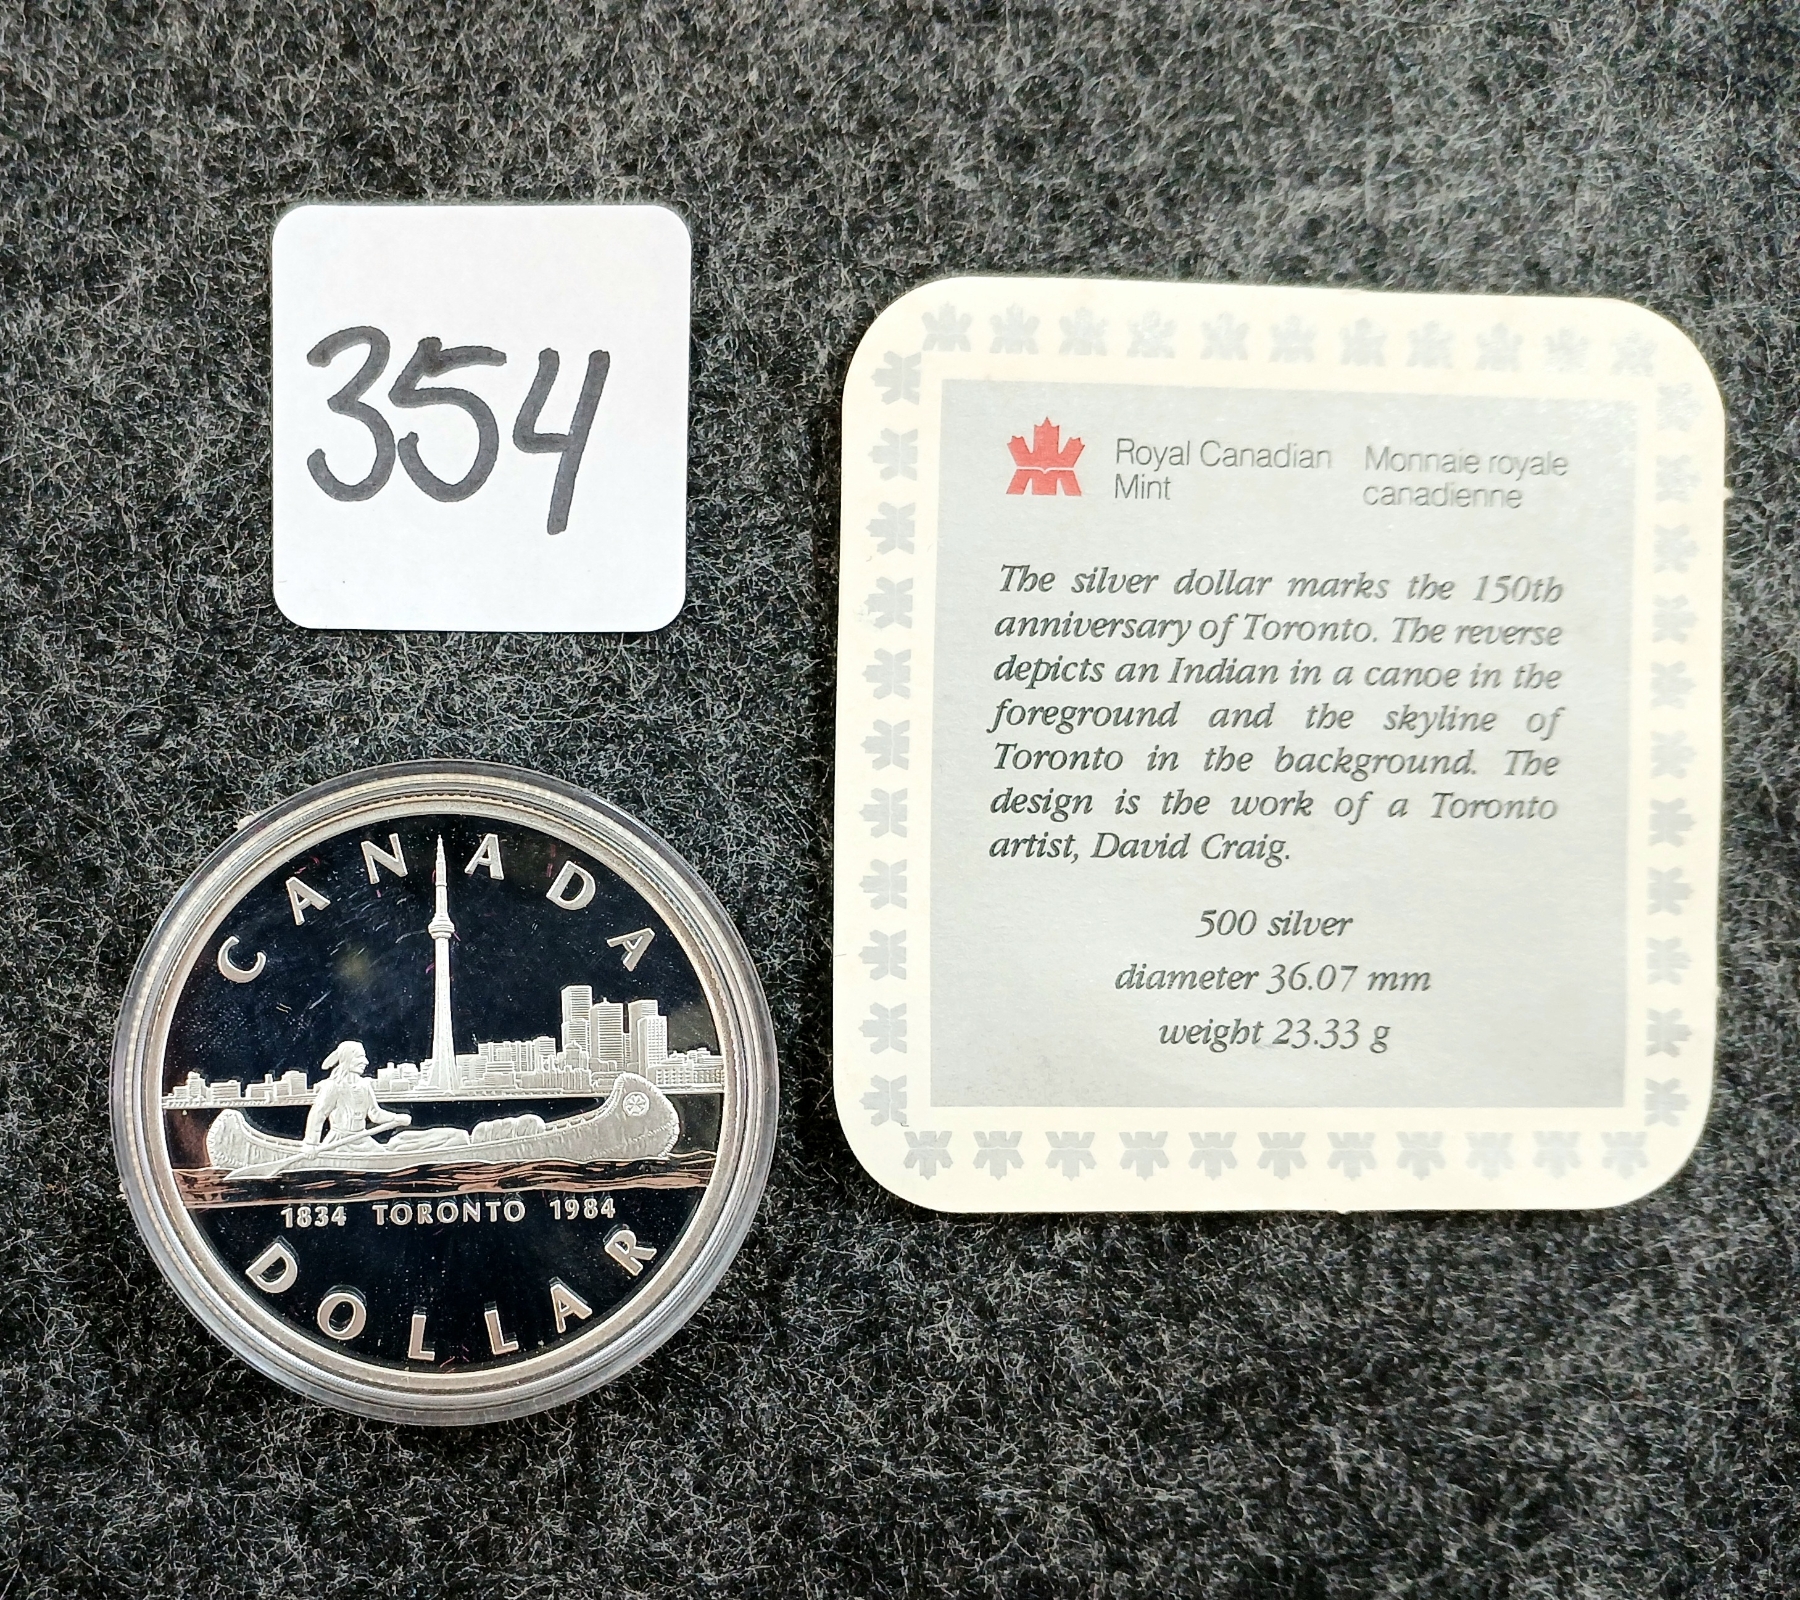 354
Royal Canadian Mint
Monnaie royale canadienne
The silver dollar marks the 150th
anniversary of Toronto. The reverse
depicts an Indian in a canoe in the
foreground and the skyline of
Toronto in the background. The
design is the work of a Toronto
artist, David Craig.
500 silver
diameter 36.07 mm
weight 23.33 g
CANADA
1834 TORONTO 1984
DOLLAR